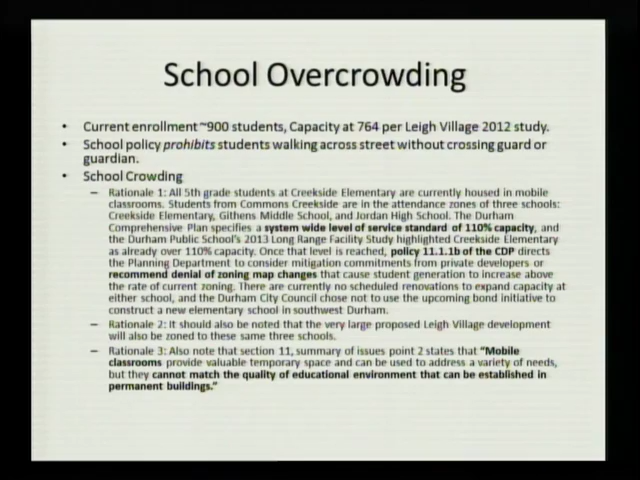 School Overcrowding
• Current enrollment ~900 students, Capacity at 764 per Leigh Village 2012 study.
• School policy prohibits students walking across street without crossing guard or
guardian.
• School Crowding
– Rationale 1: All 5th grade students at Creekside Elementary are currently housed in mobile
classrooms. Students from Commons Creekside are in the attendance zones of three schools:
Creekside Elementary, Githens Middle School, and Jordan High School. The Durham
Comprehensive Plan specifies a system wide level of service standard of 110% capacity, and
the Durham Public School's 2013 Long Range Facility Study highlighted Creekside Elementary
as already over 110% capacity. Once that level is reached, policy 11.1.1b of the CDP directs
the Planning Department to consider mitigation commitments from private developers or
recommend denial of zoning map changes that cause student generation to increase above
the rate of current zoning. There are currently no scheduled renovations to expand capacity at
either school, and the Durham City Council chose not to use the upcoming bond initiative to
construct a new elementary school in southwest Durham.
– Rationale 2: It should also be noted that the very large proposed Leigh Village development
will also be zoned to these same three schools.
– Rationale 3: Also note that section 11, summary of issues point 2 states that "Mobile
classrooms provide valuable temporary space and can be used to address a variety of needs,
but they cannot match the quality of educational environment that can be established in
permanent buildings."